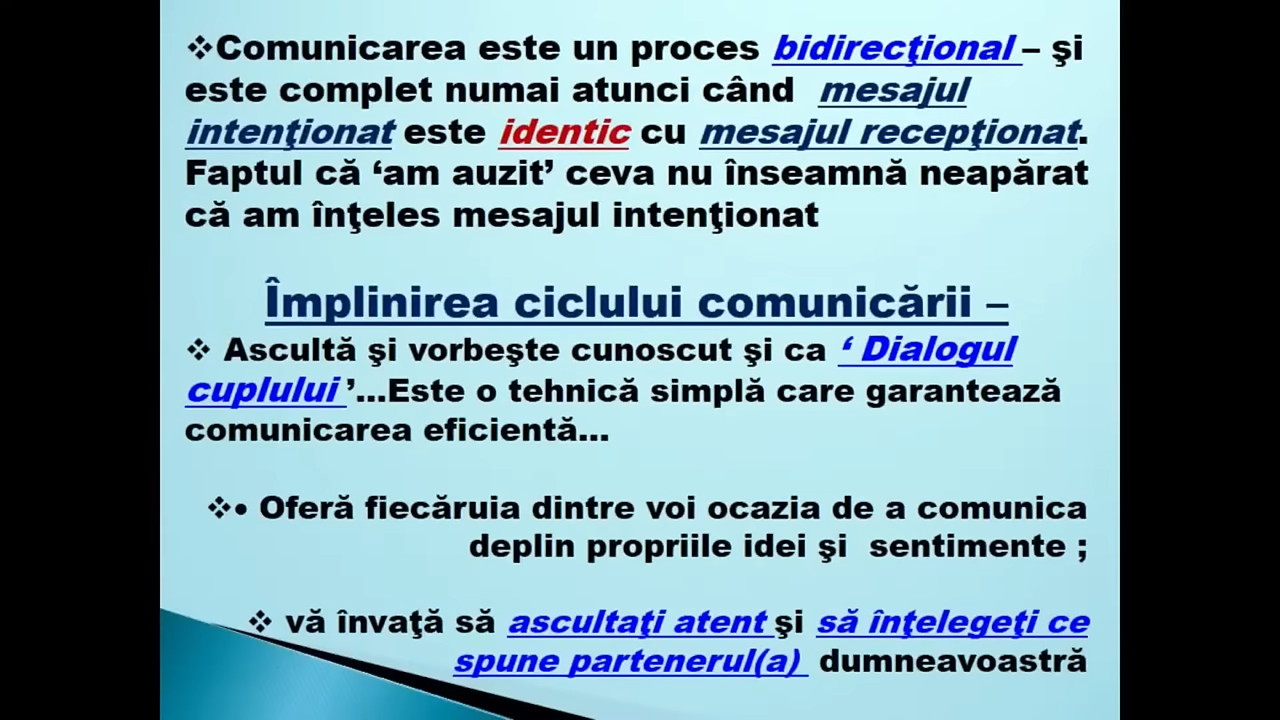 ❖Comunicarea este un proces bidirecţional – şi
este complet numai atunci când mesajul
intenţionat este identic cu mesajul recepţionat.
Faptul că ‘am auzit’ ceva nu înseamnă neapărat
că am înţeles mesajul intenţionat
Împlinirea ciclului comunicării –
❖ Ascultă şi vorbeşte cunoscut şi ca ‘ Dialogul
cuplului ’...Este o tehnică simplă care garantează
comunicarea eficientă...
❖• Oferă fiecăruia dintre voi ocazia de a comunica
deplin propriile idei şi sentimente ;
❖ vă învaţă să ascultaţi atent şi să înţelegeţi ce
spune partenerul(a) dumneavoastră